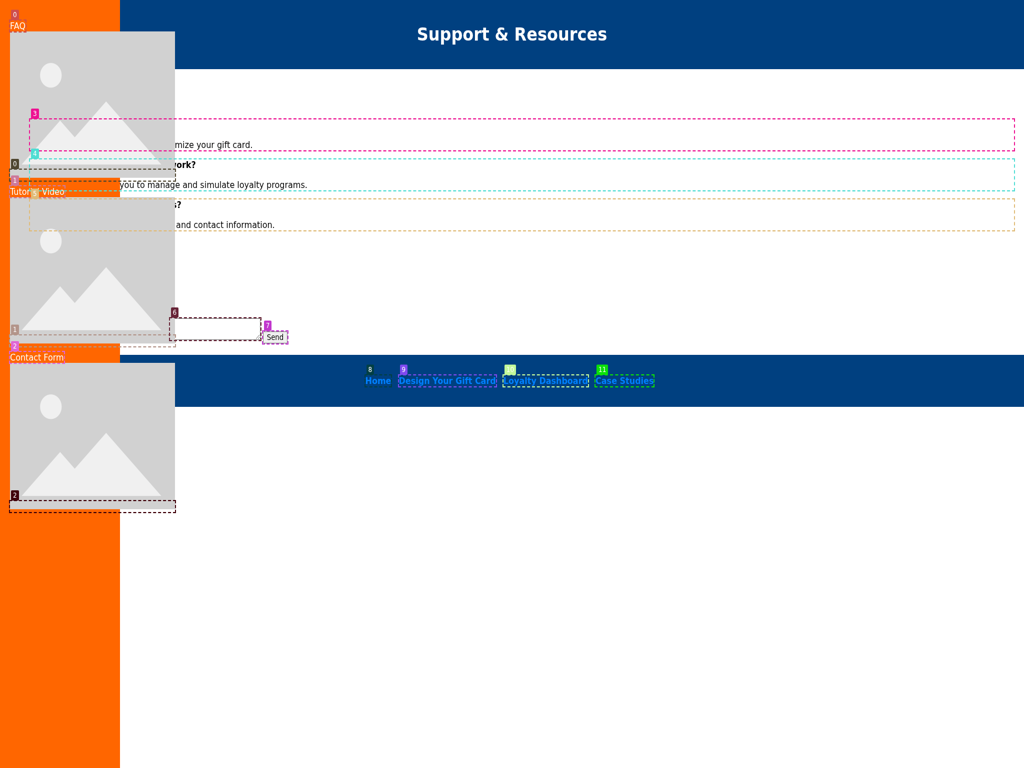 Support & Resources
0
FAQ
3
mize your gift card.
4
0
work?
1
you to manage and simulate loyalty programs.
Tutorial Video
5
s?
and contact information.
6
7
1
Send
2
Contact Form
8
9
10
11
Home
Design Your Gift Card
Loyalty Dashboard
Case Studies
2